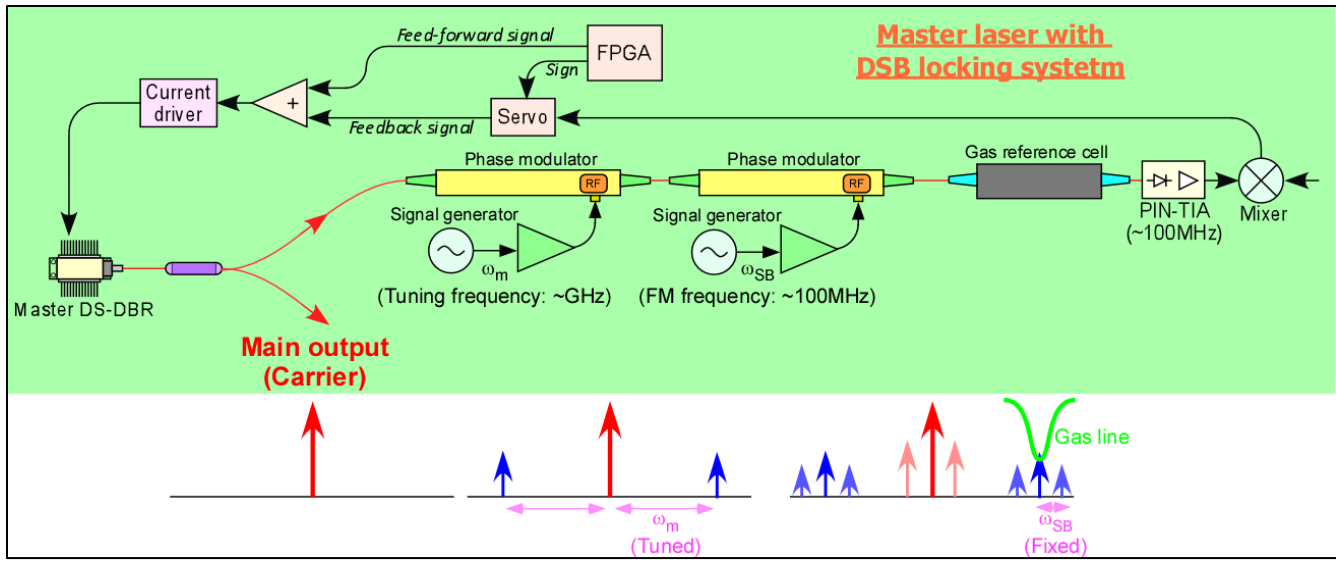 Master laser with
DSB locking systetm
Feed-forward signal
FPGA
Sign
Current
driver
+
Servo
Feedback signal
Phase modulator
Phase modulator
Gas reference cell
RF
RF
Signal generator
Signal generator
PIN-TIA
(~100MHz)
Mixer
ωm
ωSB
(Tuning frequency: ~GHz)
(FM frequency: ~100MHz)
Master DS-DBR
Main output
(Carrier)
Gas line
ωm
(Tuned)
ωSB
(Fixed)